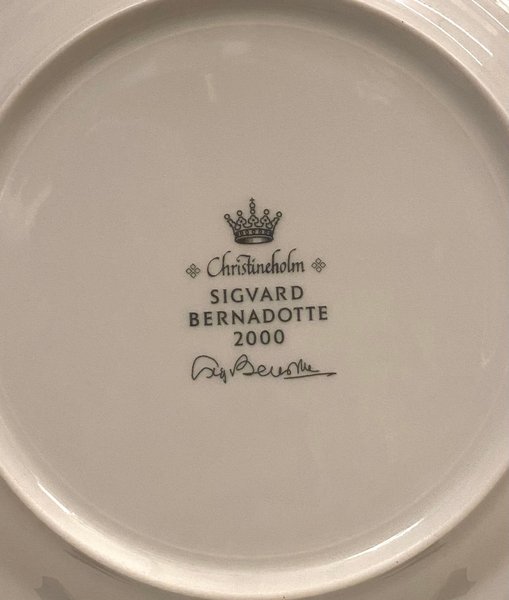 Christineholm
SIGVARD
BERNADOTTE
2000